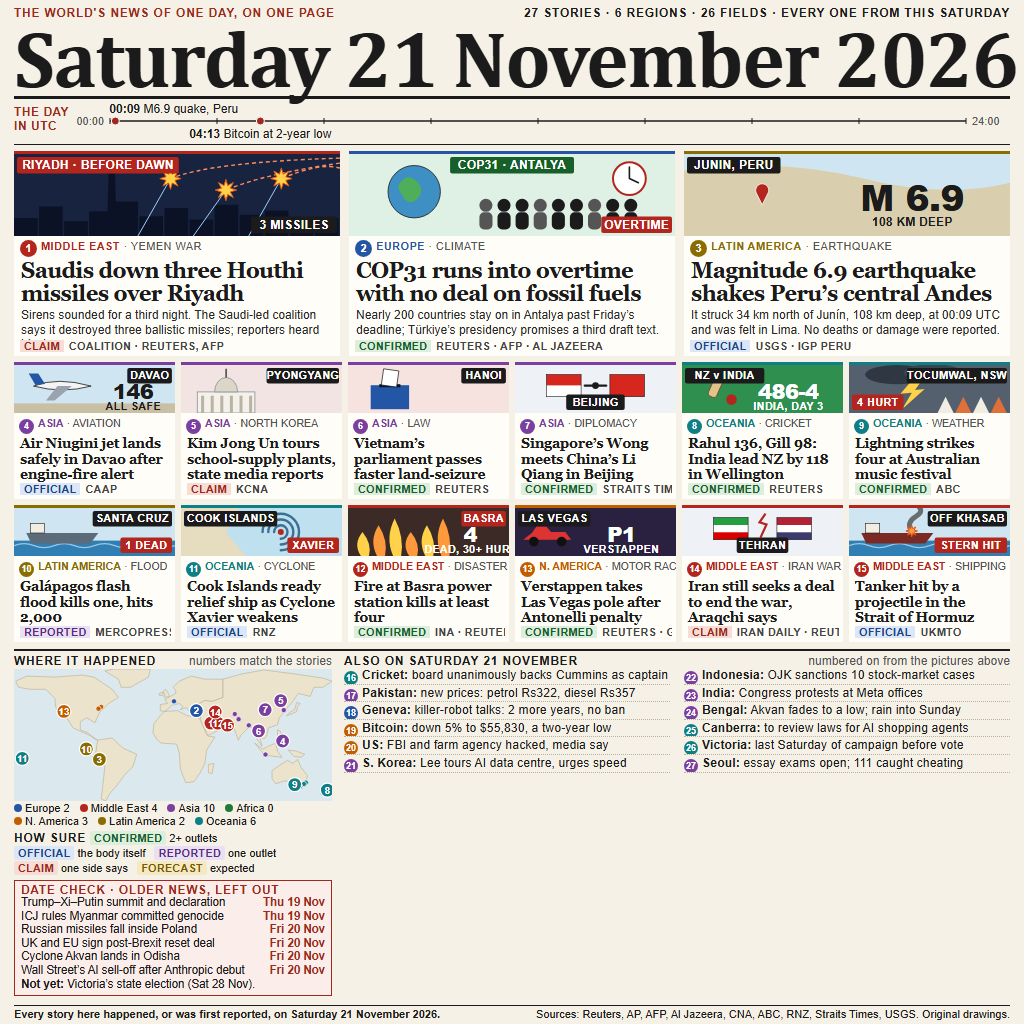 THE WORLD'S NEWS OF ONE DAY, ON ONE PAGE
27 STORIES · 6 REGIONS · 26 FIELDS · EVERY ONE FROM THIS SATURDAY
Saturday 21 November 2026
THE DAY
IN UTC
00:00
00:09 M6.9 quake, Peru
04:13 Bitcoin at 2-year low
24:00
RIYADH · BEFORE DAWN
3 MISSILES
1 MIDDLE EAST · YEMEN WAR
Saudis down three Houthi
missiles over Riyadh
Sirens sounded for a third night. The Saudi-led coalition
says it destroyed three ballistic missiles; reporters heard
CLAIM COALITION · REUTERS, AFP
COP31 · ANTALYA
OVERTIME
2 EUROPE · CLIMATE
COP31 runs into overtime
with no deal on fossil fuels
Nearly 200 countries stay on in Antalya past Friday's
deadline; Türkiye's presidency promises a third draft text.
CONFIRMED REUTERS · AFP · AL JAZEERA
JUNIN, PERU
M 6.9
108 KM DEEP
3 LATIN AMERICA · EARTHQUAKE
Magnitude 6.9 earthquake
shakes Peru's central Andes
It struck 34 km north of Junín, 108 km deep, at 00:09 UTC
and was felt in Lima. No deaths or damage were reported.
OFFICIAL USGS · IGP PERU
DAVAO
146
ALL SAFE
4 ASIA · AVIATION
Air Niugini jet lands
safely in Davao after
engine-fire alert
OFFICIAL CAAP
PYONGYANG
5 ASIA · NORTH KOREA
Kim Jong Un tours
school-supply plants,
state media reports
CLAIM KCNA
HANOI
6 ASIA · LAW
Vietnam's
parliament passes
faster land-seizure
CONFIRMED REUTERS
BEIJING
7 ASIA · DIPLOMACY
Singapore's Wong
meets China's Li
Qiang in Beijing
CONFIRMED STRAITS TIM
NZ v INDIA
486-4
INDIA, DAY 3
8 OCEANIA · CRICKET
Rahul 136, Gill 98:
India lead NZ by 118
in Wellington
CONFIRMED REUTERS
TOCUMWAL, NSW
4 HURT
9 OCEANIA · WEATHER
Lightning strikes
four at Australian
music festival
CONFIRMED ABC
SANTA CRUZ
1 DEAD
10 LATIN AMERICA · FLOOD
Galápagos flash
flood kills one, hits
2,000
REPORTED MERCOPRES
COOK ISLANDS
XAVIER
11 OCEANIA · CYCLONE
Cook Islands ready
relief ship as Cyclone
Xavier weakens
OFFICIAL RNZ
BASRA
4
DEAD, 30+ HUR
12 MIDDLE EAST · DISASTER
Fire at Basra power
station kills at least
four
CONFIRMED INA · REUTE
LAS VEGAS
P1
VERSTAPPEN
13 N. AMERICA · MOTOR RAC
Verstappen takes
Las Vegas pole after
Antonelli penalty
CONFIRMED REUTERS · G
TEHRAN
14 MIDDLE EAST · IRAN WAR
Iran still seeks a deal
to end the war,
Araqchi says
CLAIM IRAN DAILY · REUT
OFF KHASAB
STERN HIT
15 MIDDLE EAST · SHIPPING
Tanker hit by a
projectile in the
Strait of Hormuz
OFFICIAL UKMTO
WHERE IT HAPPENED
numbers match the stories
13
2
14
12
15
5
7
6
4
10
3
11
9
8
Europe 2 Middle East 4 Asia 10 Africa 0
N. America 3 Latin America 2 Oceania 6
HOW SURE CONFIRMED 2+ outlets
OFFICIAL the body itself REPORTED one outlet
CLAIM one side says FORECAST expected
DATE CHECK · OLDER NEWS, LEFT OUT
Trump–Xi–Putin summit and declaration Thu 19 Nov
ICJ rules Myanmar committed genocide Thu 19 Nov
Russian missiles fall inside Poland Fri 20 Nov
UK and EU sign post-Brexit reset deal Fri 20 Nov
Cyclone Akvan lands in Odisha Fri 20 Nov
Wall Street's AI sell-off after Anthropic debut Fri 20 Nov
Not yet: Victoria's state election (Sat 28 Nov).
ALSO ON SATURDAY 21 NOVEMBER
numbered on from the pictures above
16 Cricket: board unanimously backs Cummins as captain
17 Pakistan: new prices: petrol Rs322, diesel Rs357
18 Geneva: killer-robot talks: 2 more years, no ban
19 Bitcoin: down 5% to $55,830, a two-year low
20 US: FBI and farm agency hacked, media say
21 S. Korea: Lee tours AI data centre, urges speed
22 Indonesia: OJK sanctions 10 stock-market cases
23 India: Congress protests at Meta offices
24 Bengal: Akvan fades to a low; rain into Sunday
25 Canberra: to review laws for AI shopping agents
26 Victoria: last Saturday of campaign before vote
27 Seoul: essay exams open; 111 caught cheating
Every story here happened, or was first reported, on Saturday 21 November 2026.
Sources: Reuters, AP, AFP, Al Jazeera, CNA, ABC, RNZ, Straits Times, UKMTO, USGS. Original drawings.